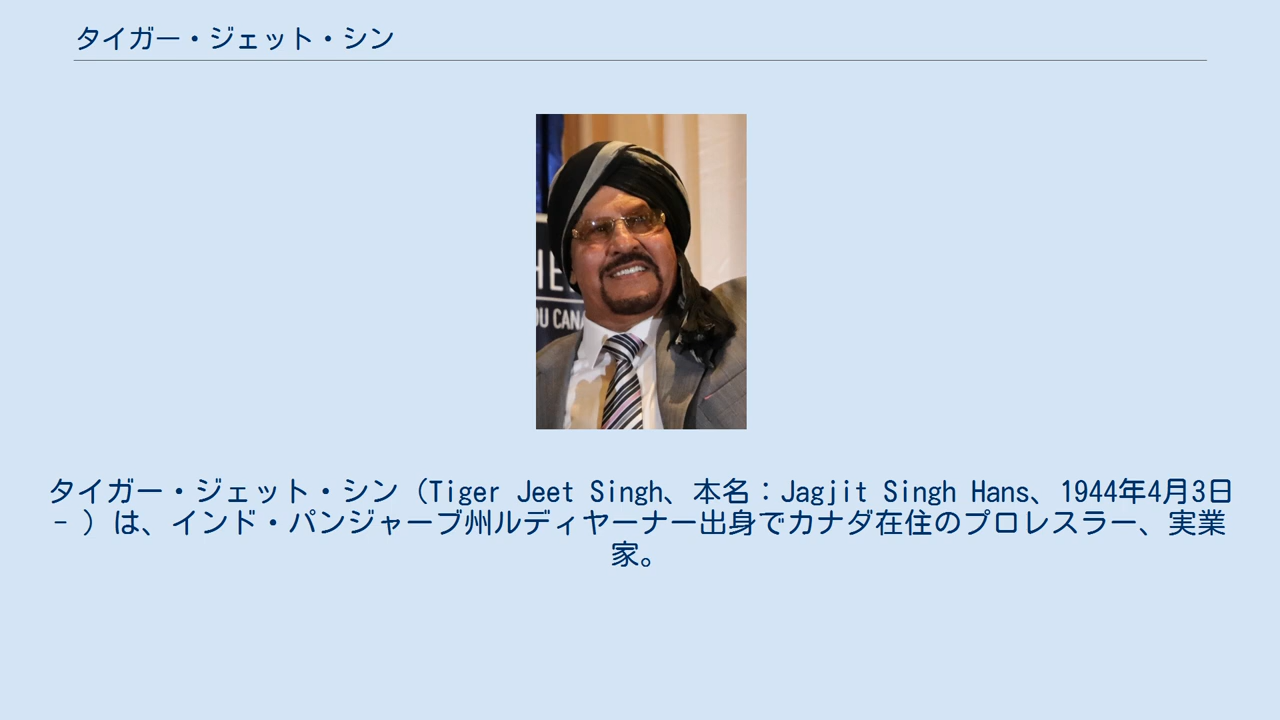 タイガー・ジェット・シン
HE
DU CANA
タイガー・ジェット・シン（Tiger Jeet Singh、本名：Jagjit Singh Hans、1944年4月3日
- ）は、インド・パンジャーブ州ルディヤーナー出身でカナダ在住のプロレスラー、実業
家。